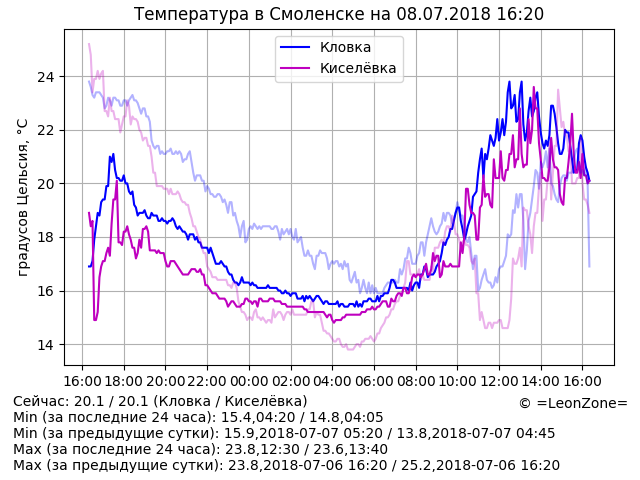 Температура в Смоленске на 08.07.2018 16:20
Кловка
Киселёвка
градусов Цельсия, °C
24
22
20
18
16
14
16:00 18:00 20:00 22:00 00:00 02:00 04:00 06:00 08:00 10:00 12:00 14:00 16:00
Сейчас: 20.1 / 20.1 (Кловка / Киселёвка)
© =LeonZone=
Min (за последние 24 часа): 15.4,04:20 / 14.8,04:05
Min (за предыдущие сутки): 15.9,2018-07-07 05:20 / 13.8,2018-07-07 04:45
Max (за последние 24 часа): 23.8,12:30 / 23.6,13:40
Max (за предыдущие сутки): 23.8,2018-07-06 16:20 / 25.2,2018-07-06 16:20